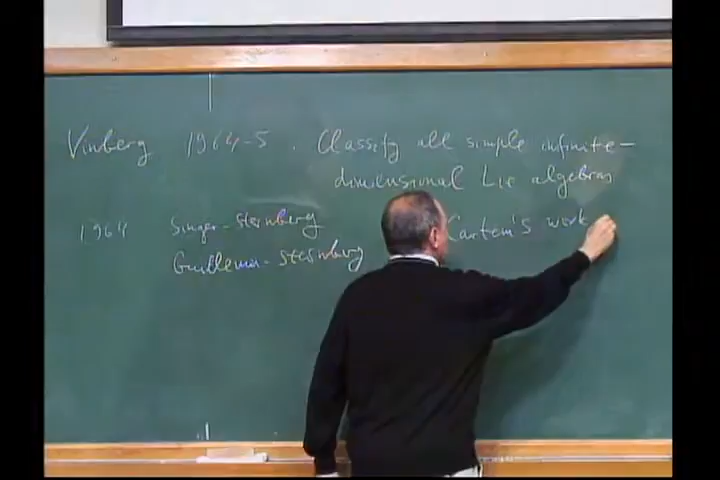 Vinberg 1964-5. Classify all simple infinite-
dimensional Lie algebras
1964 Singer-Sternberg Cartan's work
Guillemin-Sternberg